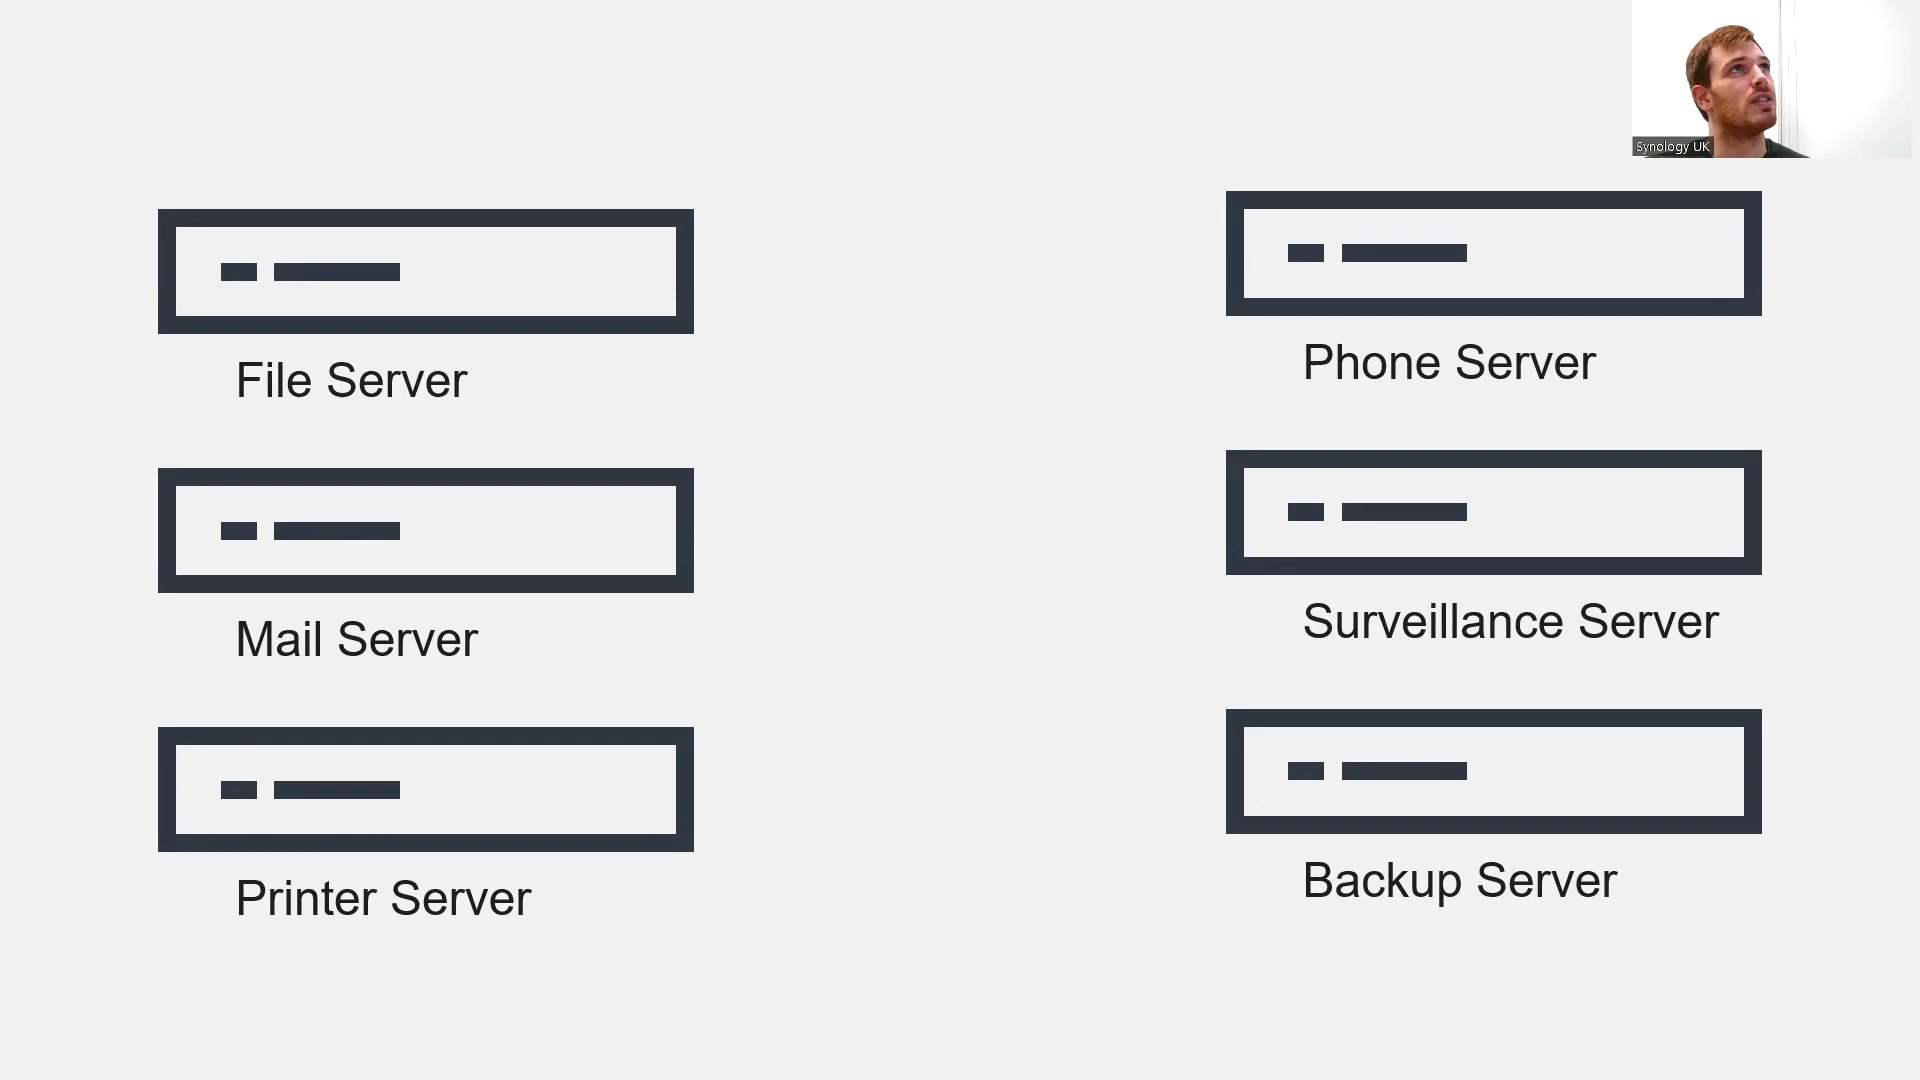 Synology UK
File Server
Phone Server
Mail Server
Surveillance Server
Printer Server
Backup Server